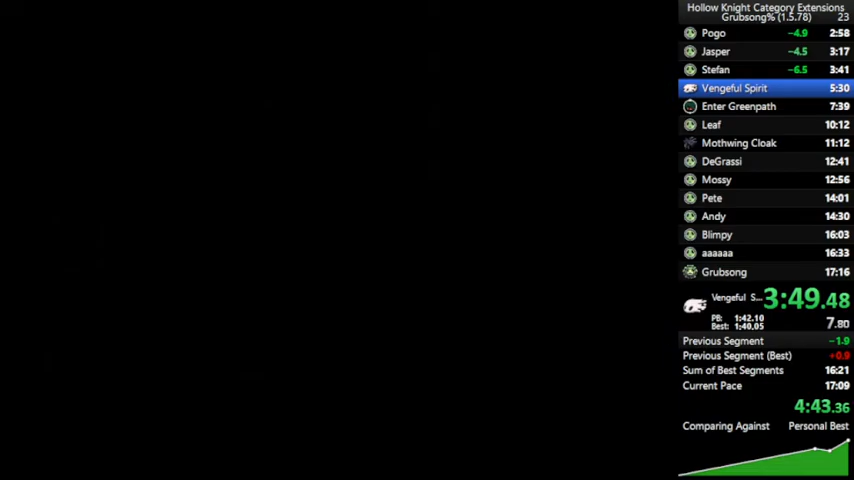 Hollow Knight Category Extensions
Grubsong% (1.5.78) 23
Pogo -4.9 2:58
Jasper -4.5 3:17
Stefan -6.5 3:41
Vengeful Spirit 5:30
Enter Greenpath 7:39
Leaf 10:12
Mothwing Cloak 11:12
DeGrassi 12:41
Mossy 12:56
Pete 14:01
Andy 14:30
Blimpy 16:03
aaaaaa 16:33
Grubsong 17:16
Vengeful S... 3:49.48
PB: 1:42.10
Best: 1:40.05 7.80
Previous Segment -1.9
Previous Segment (Best) +0.9
Sum of Best Segments 16:21
Current Pace 17:09
4:43.36
Comparing Against Personal Best